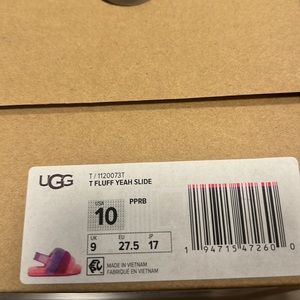 UGG
T / 1120073T
T FLUFF YEAH SLIDE
USA
10
PPRB
UK
9
EU
27.5
JP
17
MADE IN VIETNAM
FABRIQUÉ EN VIETNAM
1 94715 47260 0